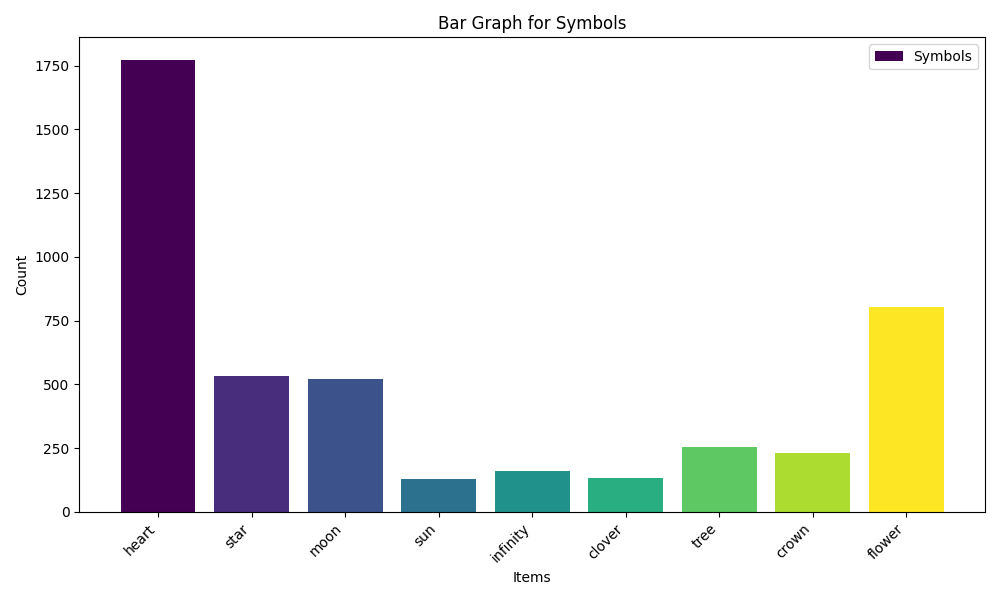 Bar Graph for Symbols
Symbols
1750
1500
1250
1000
750
500
250
0
Count
heart
star
moon
sun
infinity
clover
tree
crown
flower
Items